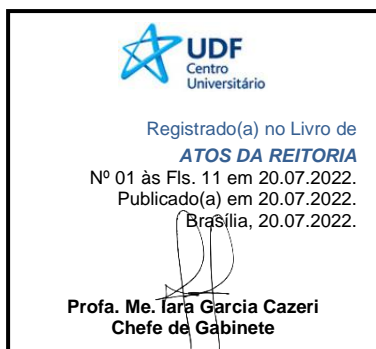 UDF
Centro
Universitário
Registrado(a) no Livro de
ATOS DA REITORIA
Nº 01 às Fls. 11 em 20.07.2022.
Publicado(a) em 20.07.2022.
Brasília, 20.07.2022.
Profa. Me. Iara Garcia Cazeri
Chefe de Gabinete